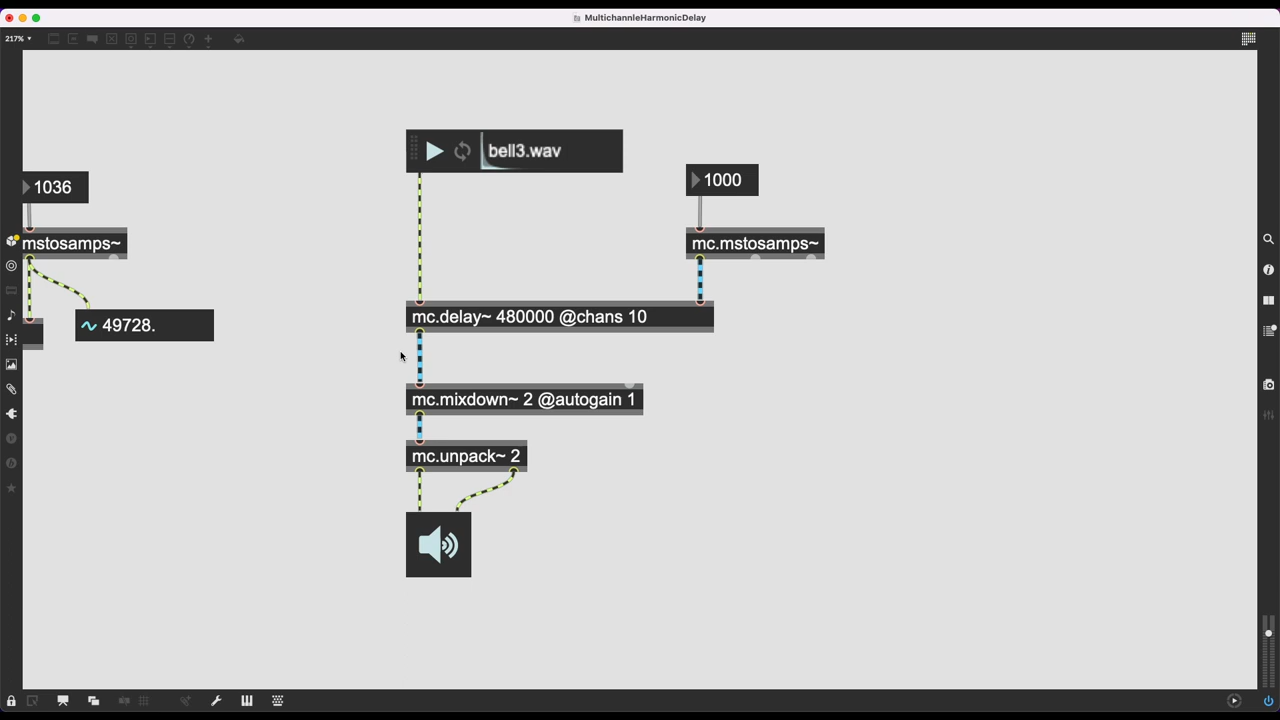 MultichannleHarmonicDelay
217%
bell3.wav
1036
1000
mstosamps~
mc.mstosamps~
mc.delay~ 480000 @chans 10
49728.
mc.mixdown~ 2 @autogain 1
mc.unpack~ 2